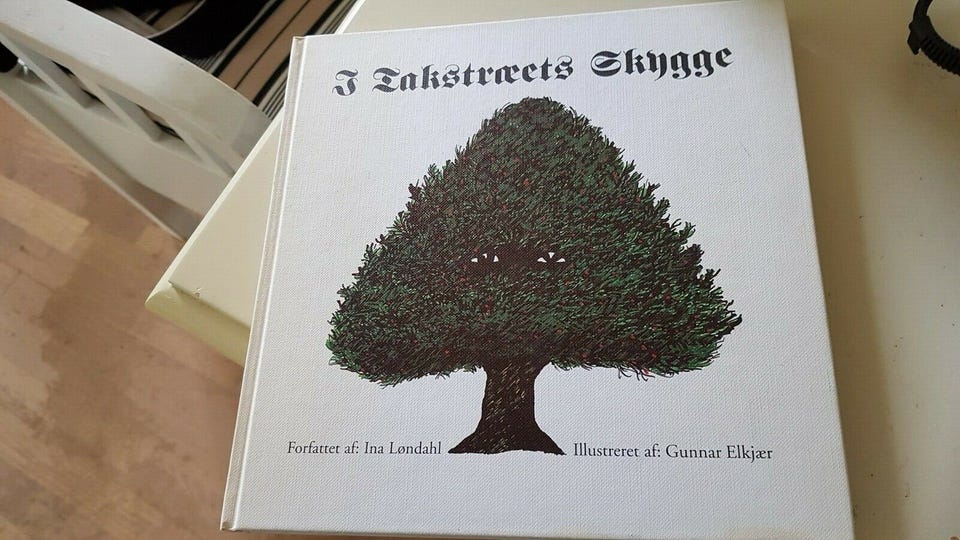 I Takstræets Skygge
Forfattet af: Ina Løndahl
Illustreret af: Gunnar Elkjær